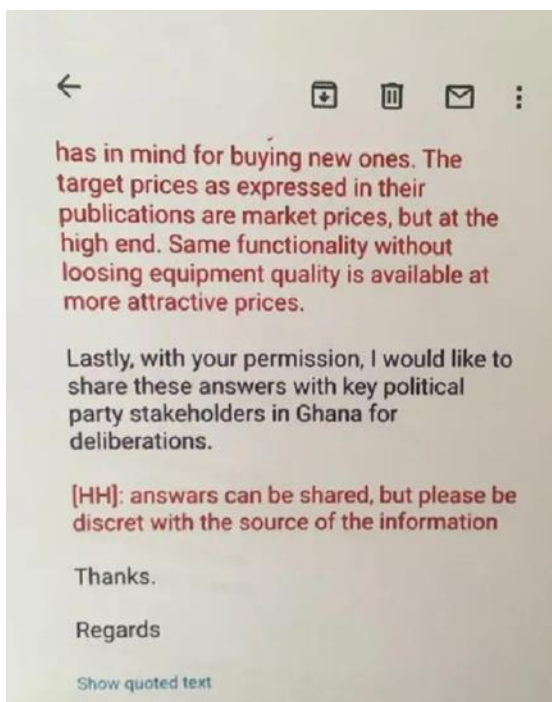 has in mind for buying new ones. The
target prices as expressed in their
publications are market prices, but at the
high end. Same functionality without
loosing equipment quality is available at
more attractive prices.
Lastly, with your permission, I would like to
share these answers with key political
party stakeholders in Ghana for
deliberations.
[HH]: answars can be shared, but please be
discret with the source of the information
Thanks.
Regards
Show quoted text